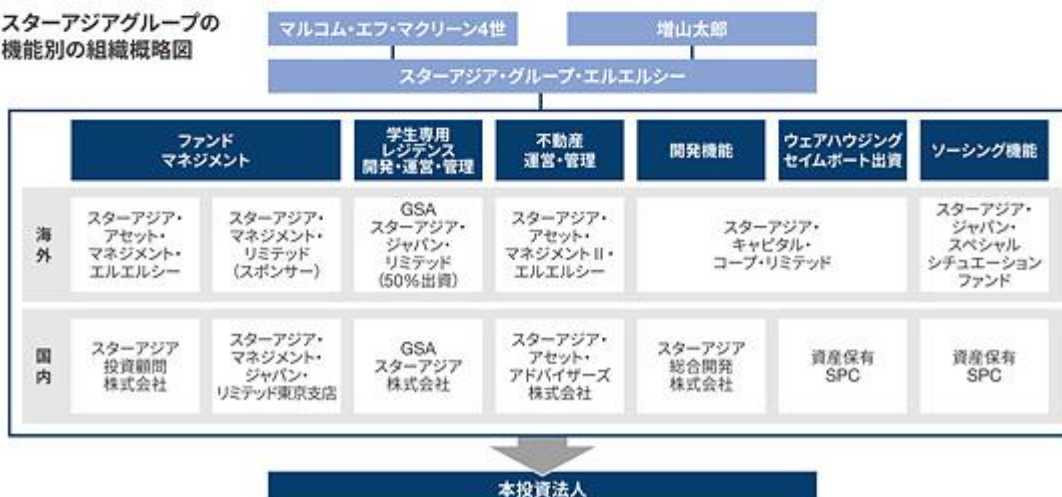 スターアジアグループの
機能別の組織概略図
マルコム・エフ・マクリーン4世
増山太郎
スターアジア・グループ・エルエルシー
ファンド
マネジメント
学生専用
レジデンス
開発・運営・管理
不動産
運営・管理
開発機能
ウェアハウジング
セイムボート出資
ソーシング機能
海
外
スターアジア・
アセット・
マネジメント・
エルエルシー
スターアジア・
マネジメント・
リミテッド
(スポンサー)
GSA
スターアジア・
ジャパン・
リミテッド
(50%出資)
スターアジア・
アセット・
マネジメントⅡ・
エルエルシー
スターアジア・
キャピタル・
コープ・リミテッド
スターアジア・
ジャパン・
スペシャル
シチュエーション
ファンド
国
内
スターアジア
投資顧問
株式会社
スターアジア・
マネジメント・
ジャパン・
リミテッド東京支店
GSA
スターアジア
株式会社
スターアジア・
アセット・
アドバイザーズ
株式会社
スターアジア
総合開発
株式会社
資産保有
SPC
資産保有
SPC
本投資法人